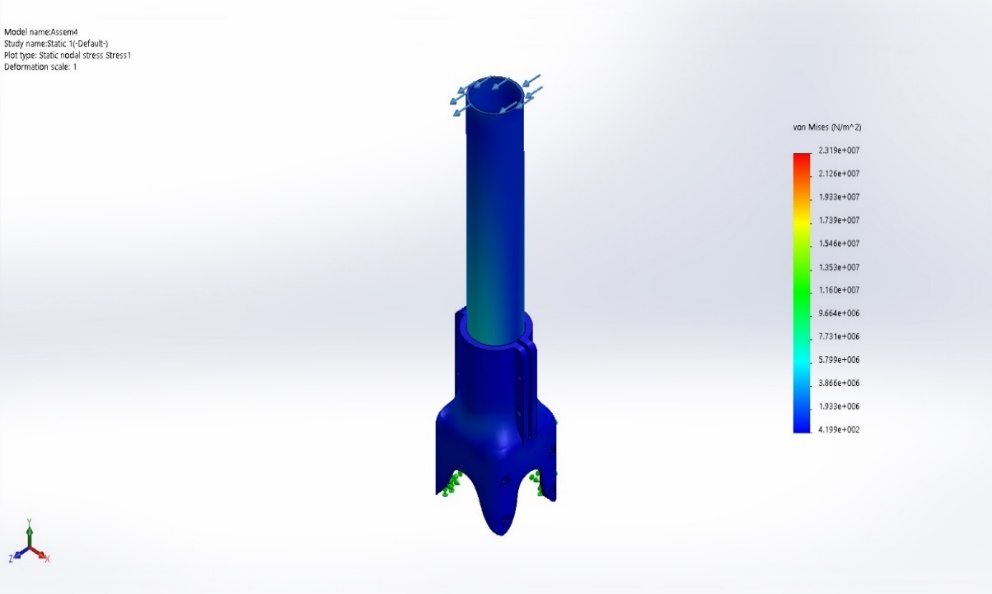 Model name:Assem4
Study name:Static 1(-Default-)
Plot type: Static nodal stress Stress1
Deformation scale: 1
von Mises (N/m^2)
2.319e+007
2.126e+007
1.933e+007
1.739e+007
1.546e+007
1.353e+007
1.160e+007
9.664e+006
7.731e+006
5.799e+006
3.866e+006
1.933e+006
4.199e+002
Y
Z
X